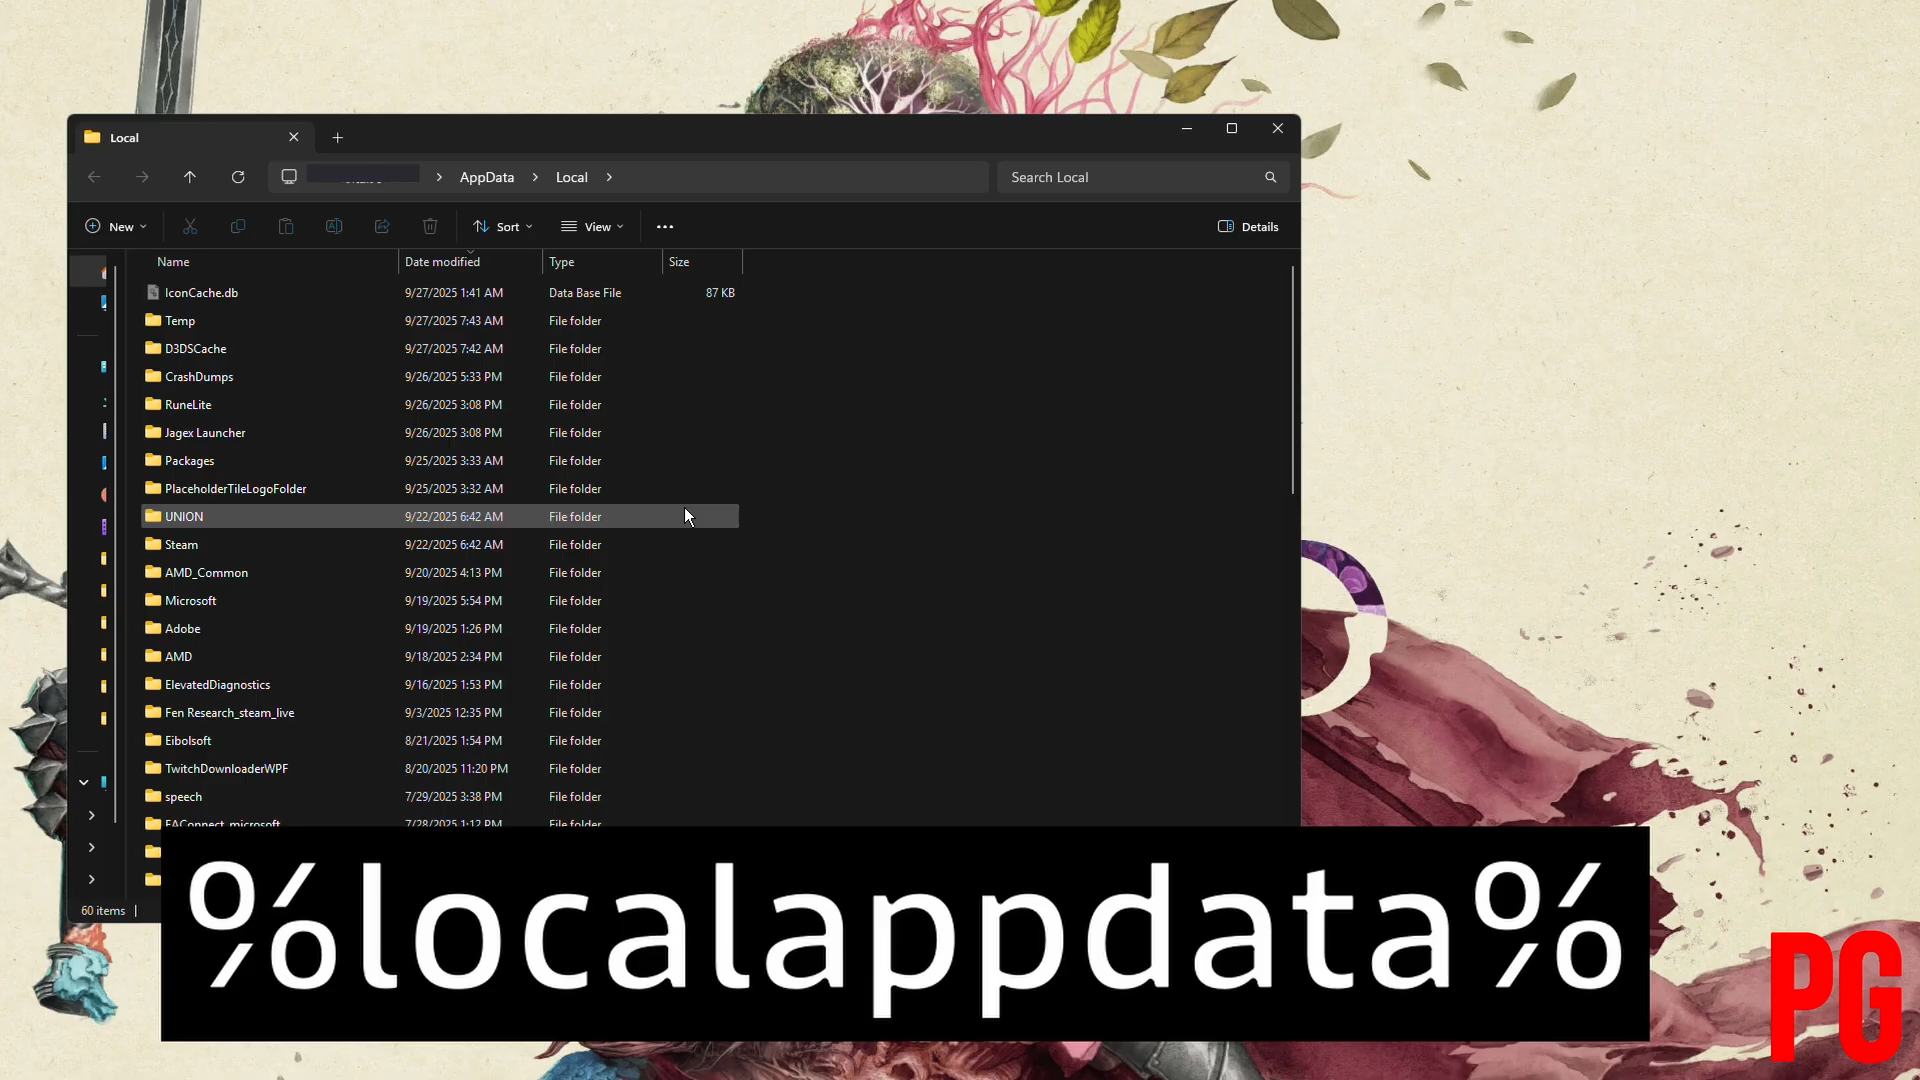 Local
AppData > Local >
Search Local
New
Sort
View
Details
Name Date modified Type Size
IconCache.db 9/27/2025 1:41 AM Data Base File 87 KB
Temp 9/27/2025 7:43 AM File folder
D3DSCache 9/27/2025 7:42 AM File folder
CrashDumps 9/26/2025 5:33 PM File folder
RuneLite 9/26/2025 3:08 PM File folder
Jagex Launcher 9/26/2025 3:08 PM File folder
Packages 9/25/2025 3:33 AM File folder
PlaceholderTileLogoFolder 9/25/2025 3:32 AM File folder
UNION 9/22/2025 6:42 AM File folder
Steam 9/22/2025 6:42 AM File folder
AMD_Common 9/20/2025 4:13 PM File folder
Microsoft 9/19/2025 5:54 PM File folder
Adobe 9/19/2025 1:26 PM File folder
AMD 9/18/2025 2:34 PM File folder
ElevatedDiagnostics 9/16/2025 1:53 PM File folder
Fen Research_steam_live 9/3/2025 12:35 PM File folder
Eibolsoft 8/21/2025 1:54 PM File folder
TwitchDownloaderWPF 8/20/2025 11:20 PM File folder
speech 7/29/2025 3:38 PM File folder
EAConnect_microsoft 7/28/2025 1:12 PM File folder
60 items
%localappdata%
PG